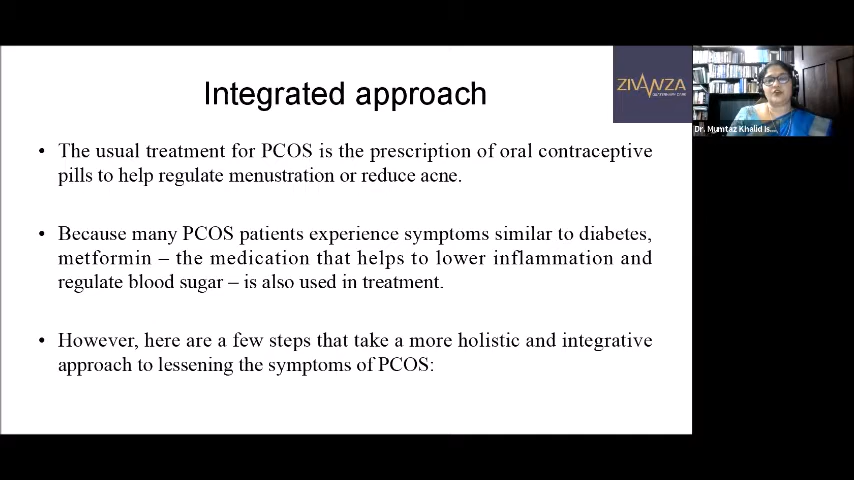 Integrated approach
ZIVANZA
Dr. Mumtaz Khalid Is...
• The usual treatment for PCOS is the prescription of oral contraceptive
pills to help regulate menustration or reduce acne.
• Because many PCOS patients experience symptoms similar to diabetes,
metformin – the medication that helps to lower inflammation and
regulate blood sugar – is also used in treatment.
• However, here are a few steps that take a more holistic and integrative
approach to lessening the symptoms of PCOS: